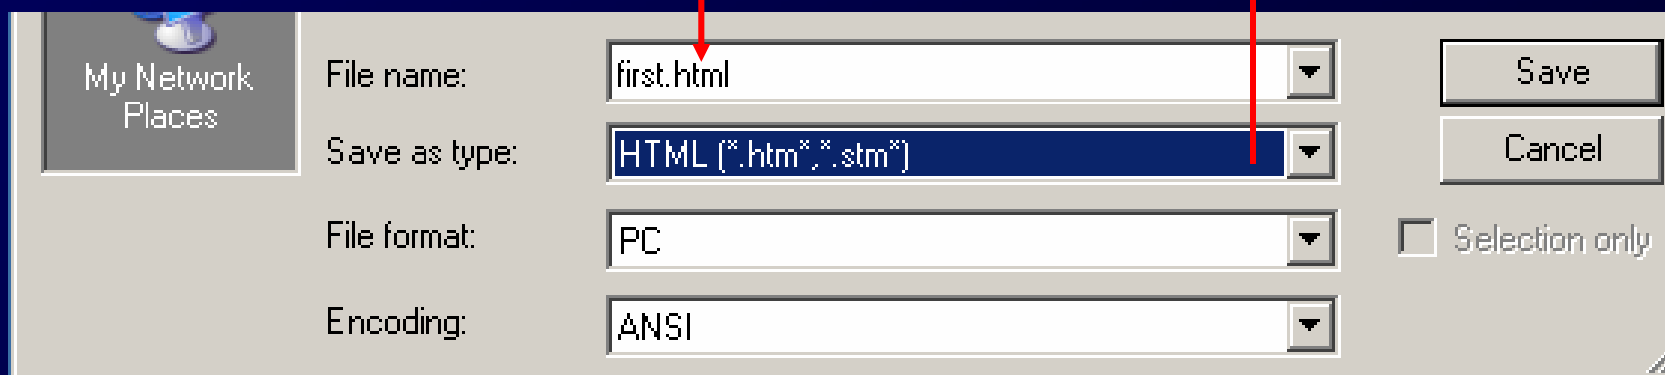 My Network
Places
File name:
first.html
Save
Save as type:
HTML (*.htm*,*.stm*)
Cancel
File format:
PC
Selection only
Encoding:
ANSI